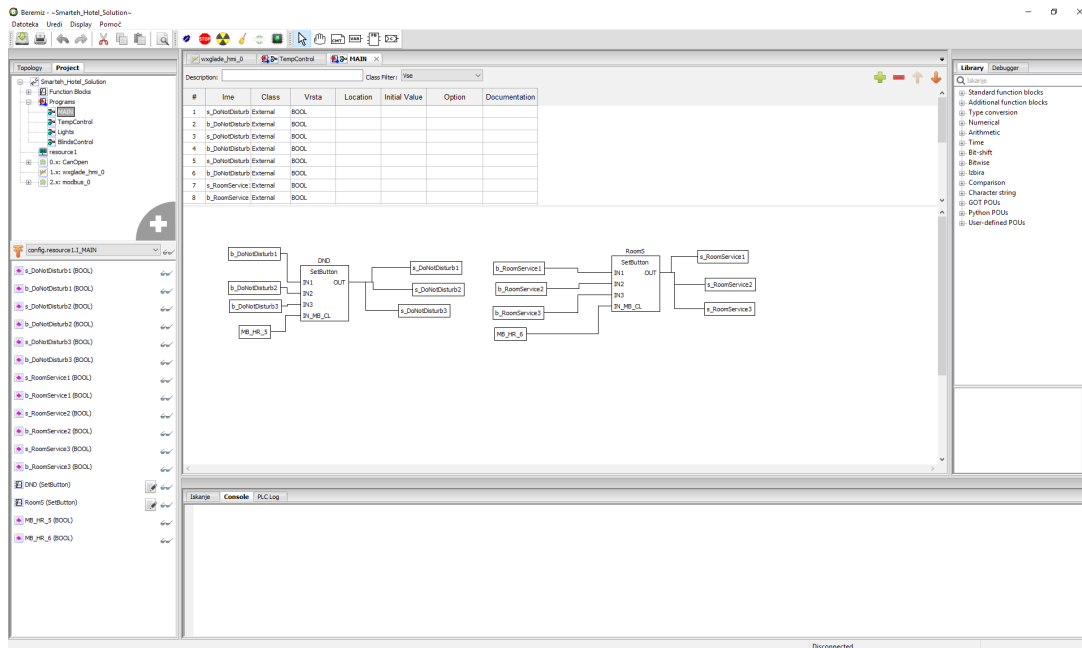 Beremiz - ~Smarteh_Hotel_Solution~
Datoteka Uredi Display Pomoč
wxglade_hmi_0 TempControl MAIN
Topology Project
Smarteh_Hotel_Solution
Function Blocks
Programs
MAIN
TempControl
Lights
BlindsControl
resource1
0.x: CanOpen
1.x: wxglade_hmi_0
2.x: modbus_0
config.resource1.I_MAIN
s_DoNotDisturb1 (BOOL)
b_DoNotDisturb1 (BOOL)
s_DoNotDisturb2 (BOOL)
b_DoNotDisturb2 (BOOL)
s_DoNotDisturb3 (BOOL)
b_DoNotDisturb3 (BOOL)
s_RoomService1 (BOOL)
b_RoomService1 (BOOL)
s_RoomService2 (BOOL)
b_RoomService2 (BOOL)
s_RoomService3 (BOOL)
b_RoomService3 (BOOL)
DND (SetButton)
RoomS (SetButton)
MB_HR_5 (BOOL)
MB_HR_6 (BOOL)
Description: Class Filter: Vse
# Ime Class Vrsta Location Initial Value Option Documentation
1 s_DoNotDisturb External BOOL
2 b_DoNotDisturb External BOOL
3 s_DoNotDisturb External BOOL
4 b_DoNotDisturb External BOOL
5 s_DoNotDisturb External BOOL
6 b_DoNotDisturb External BOOL
7 s_RoomService External BOOL
8 b_RoomService External BOOL
b_DoNotDisturb1
b_DoNotDisturb2
b_DoNotDisturb3
MB_HR_5
DND
SetButton
IN1 OUT
IN2
IN3
IN_MB_CL
s_DoNotDisturb1
s_DoNotDisturb2
s_DoNotDisturb3
b_RoomService1
b_RoomService2
b_RoomService3
MB_HR_6
RoomS
SetButton
IN1 OUT
IN2
IN3
IN_MB_CL
s_RoomService1
s_RoomService2
s_RoomService3
Iskanje Console PLC Log
Library Debugger
Iskanje
Standard function blocks
Additional function blocks
Type conversion
Numerical
Arithmetic
Time
Bit-shift
Bitwise
Izbira
Comparison
Character string
GOT POUs
Python POUs
User-defined POUs
Disconnected